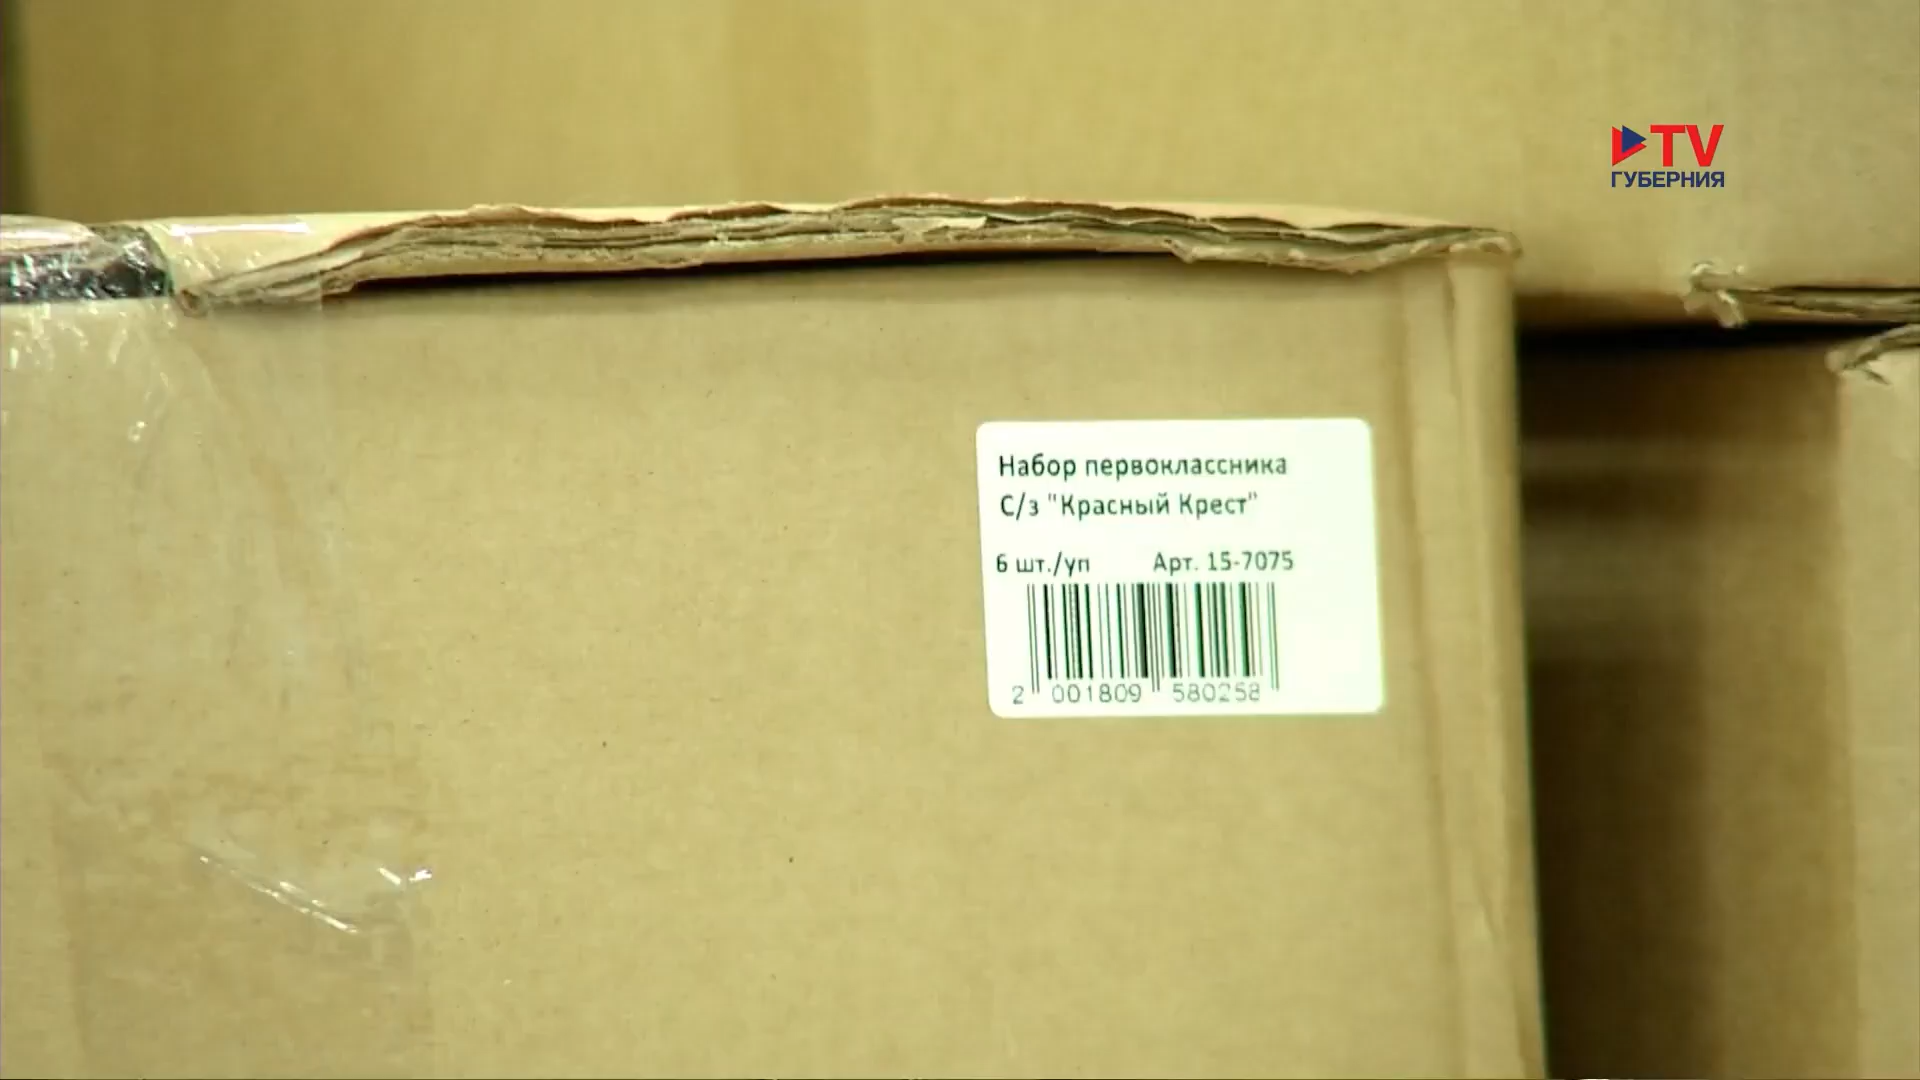 TV
ГУБЕРНИЯ
Набор первоклассника
С/з "Красный Крест"
6 шт./уп Арт. 15-7075
2 001809 580258